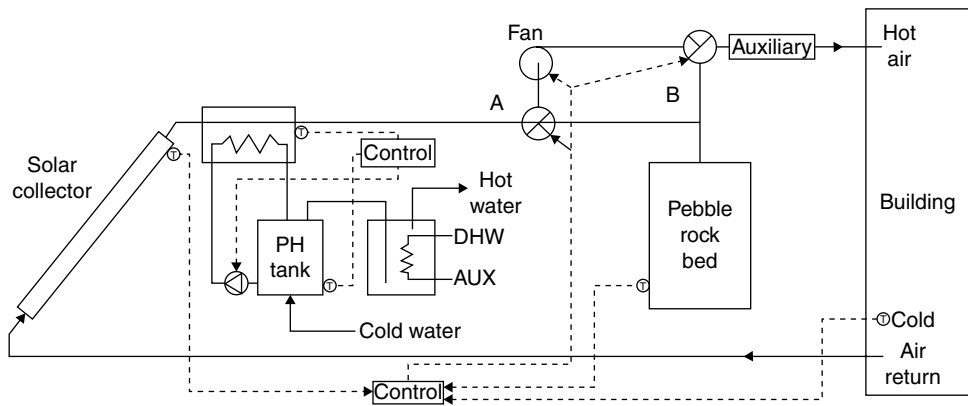 Fan
Auxiliary
Hot
air
A
B
Solar
collector
T
T
Control
Hot
water
DHW
AUX
PH
tank
T
Cold water
Pebble
rock
bed
T
Building
T
Cold
Air
return
Control